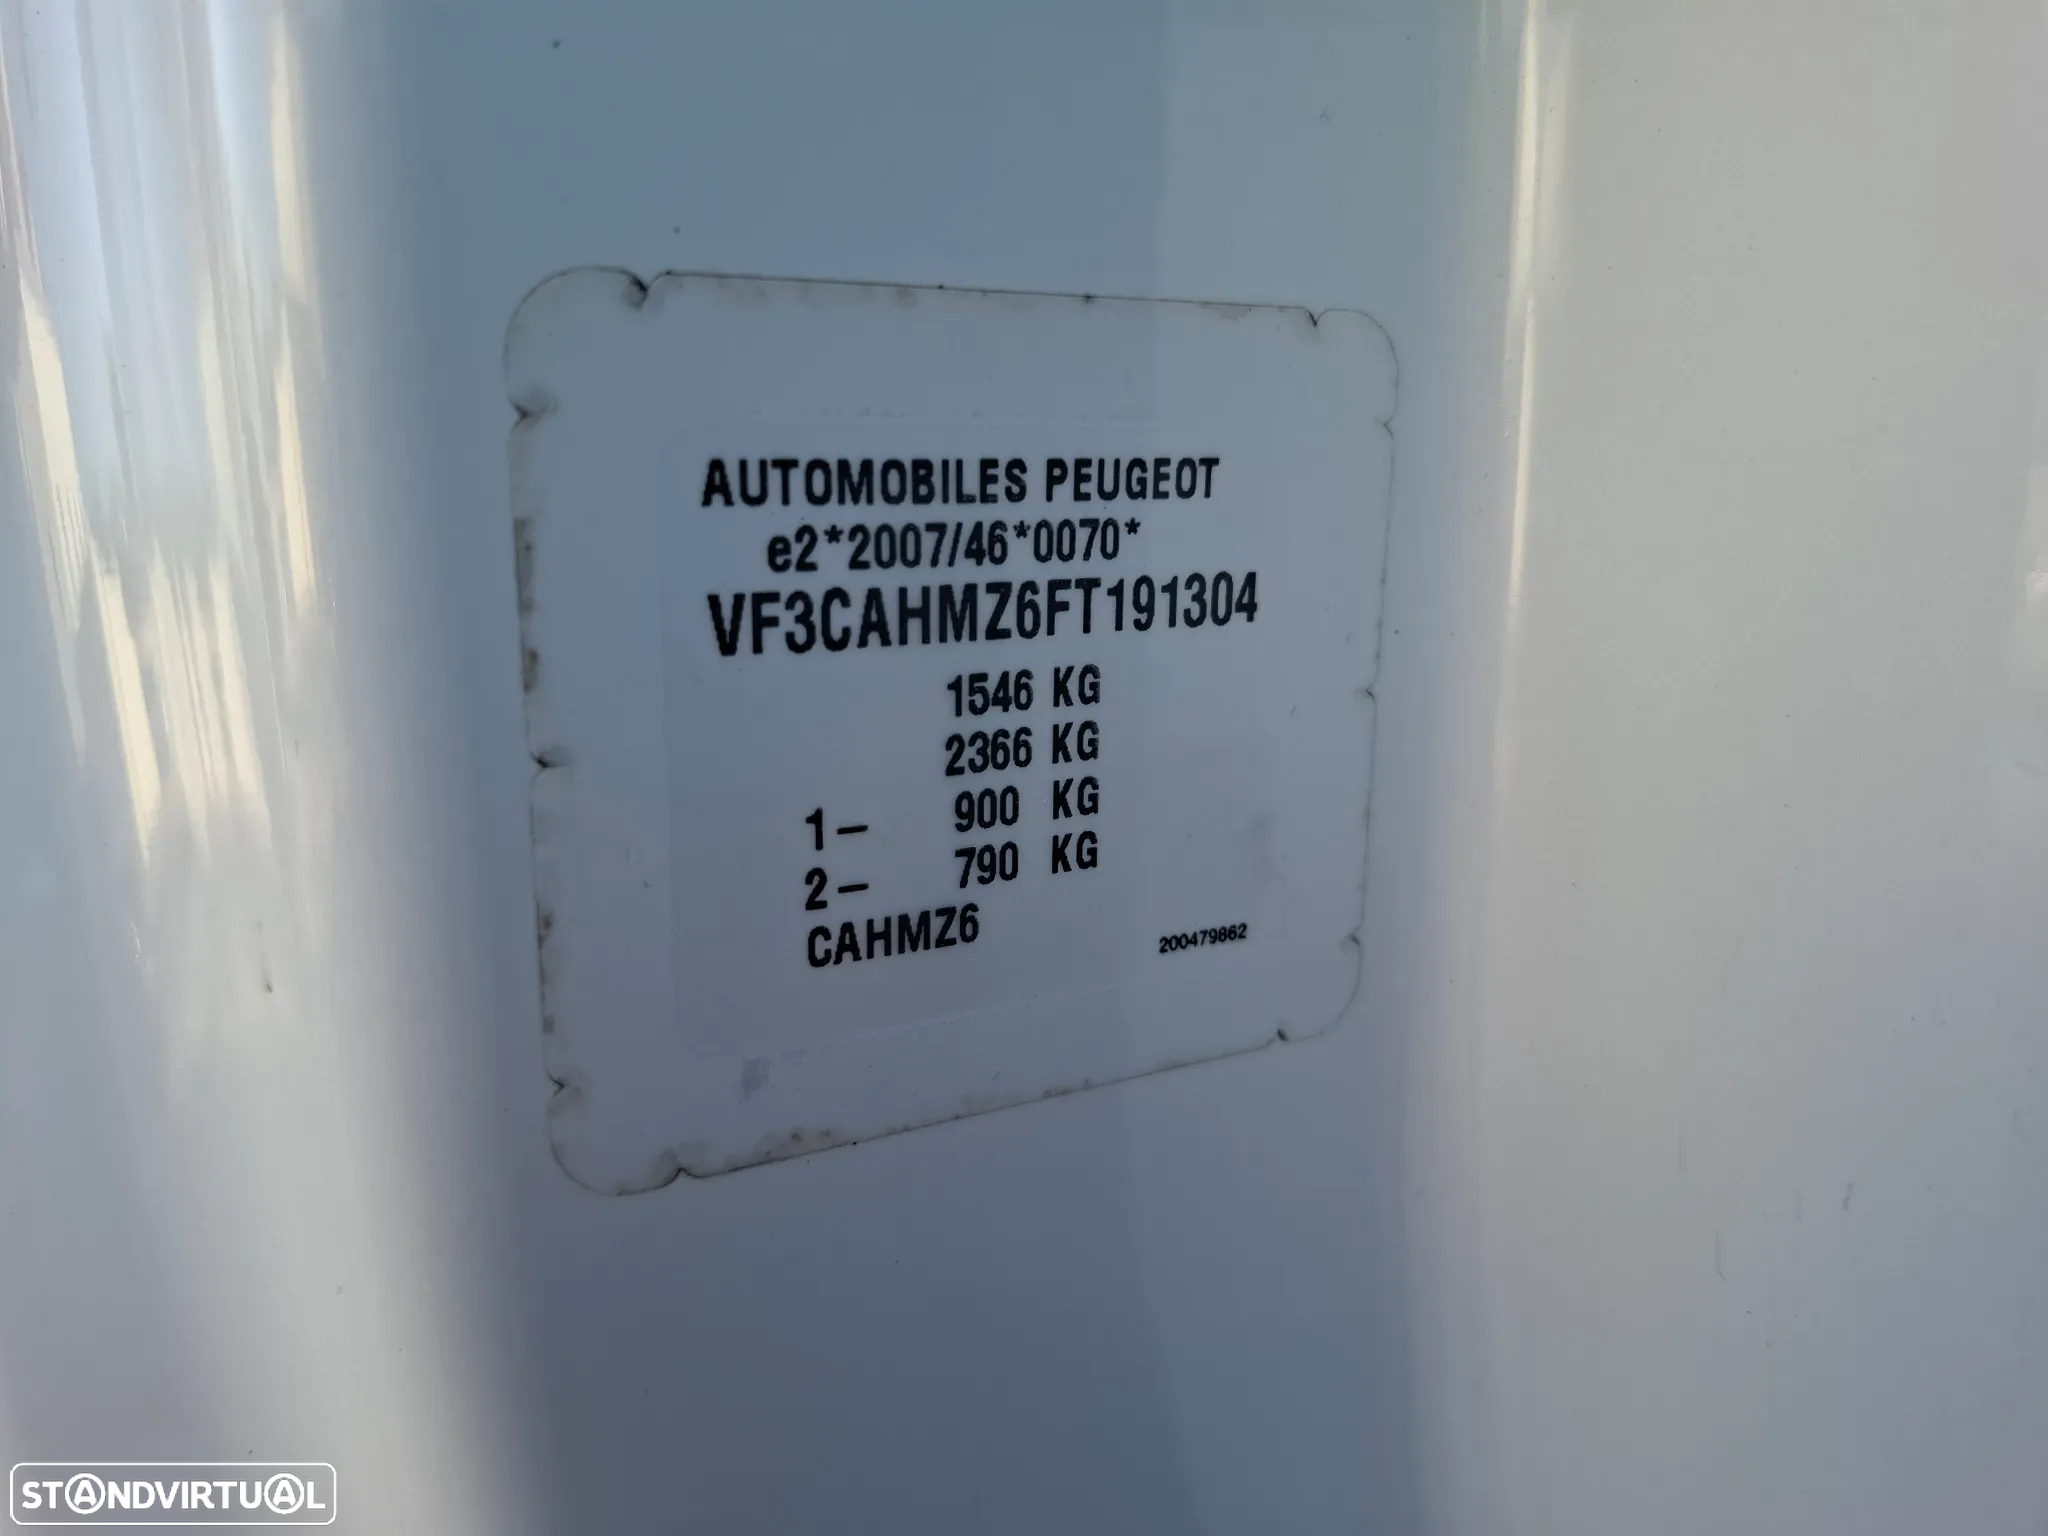 AUTOMOBILES PEUGEOT
e2*2007/46*0070*
VF3CAHMZ6FT191304
1546 KG
2366 KG
1- 900 KG
2- 790 KG
CAHMZ6
200479862
STANDVIRTUAL